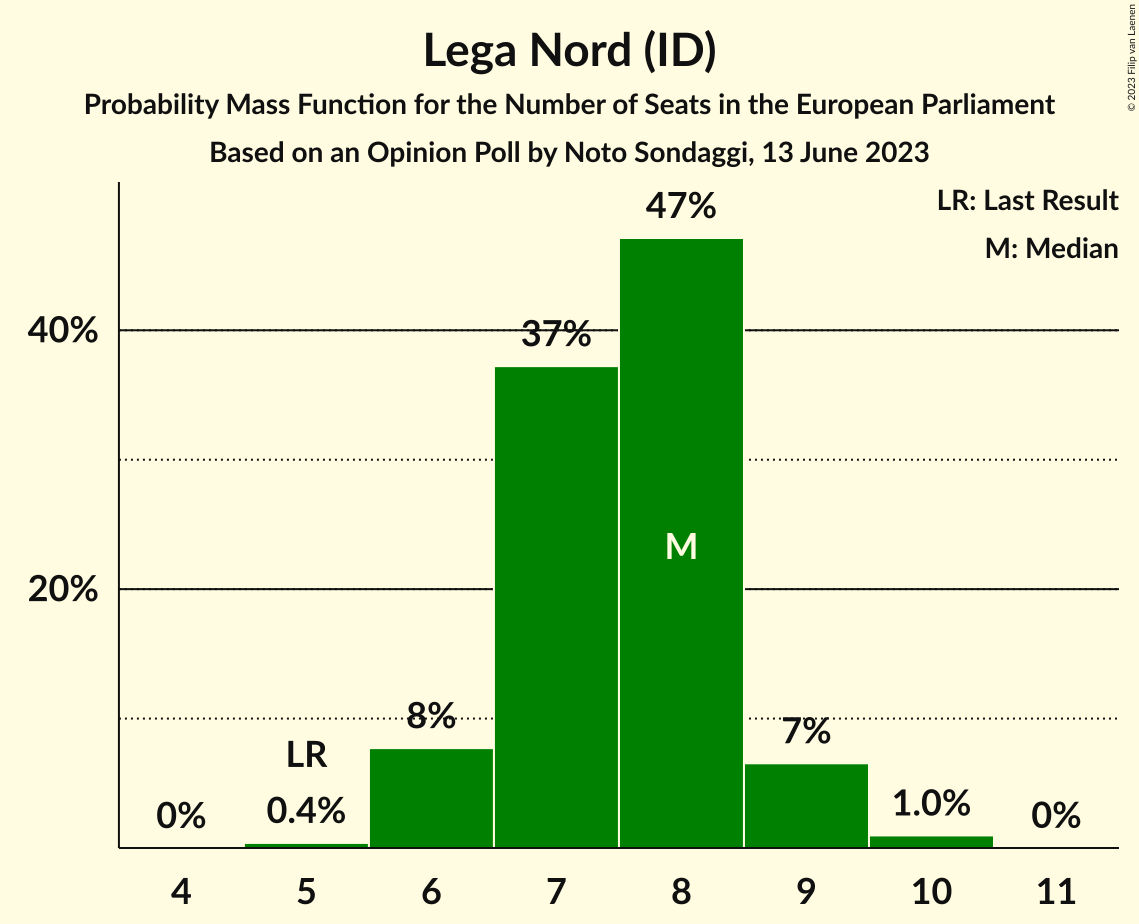 Lega Nord (ID)
Probability Mass Function for the Number of Seats in the European Parliament
Based on an Opinion Poll by Noto Sondaggi, 13 June 2023
© 2023 Filip van Laenen
LR: Last Result
M: Median
47%
40%
37%
M
20%
8%
7%
LR
0%
0.4%
1.0%
0%
4 5 6 7 8 9 10 11